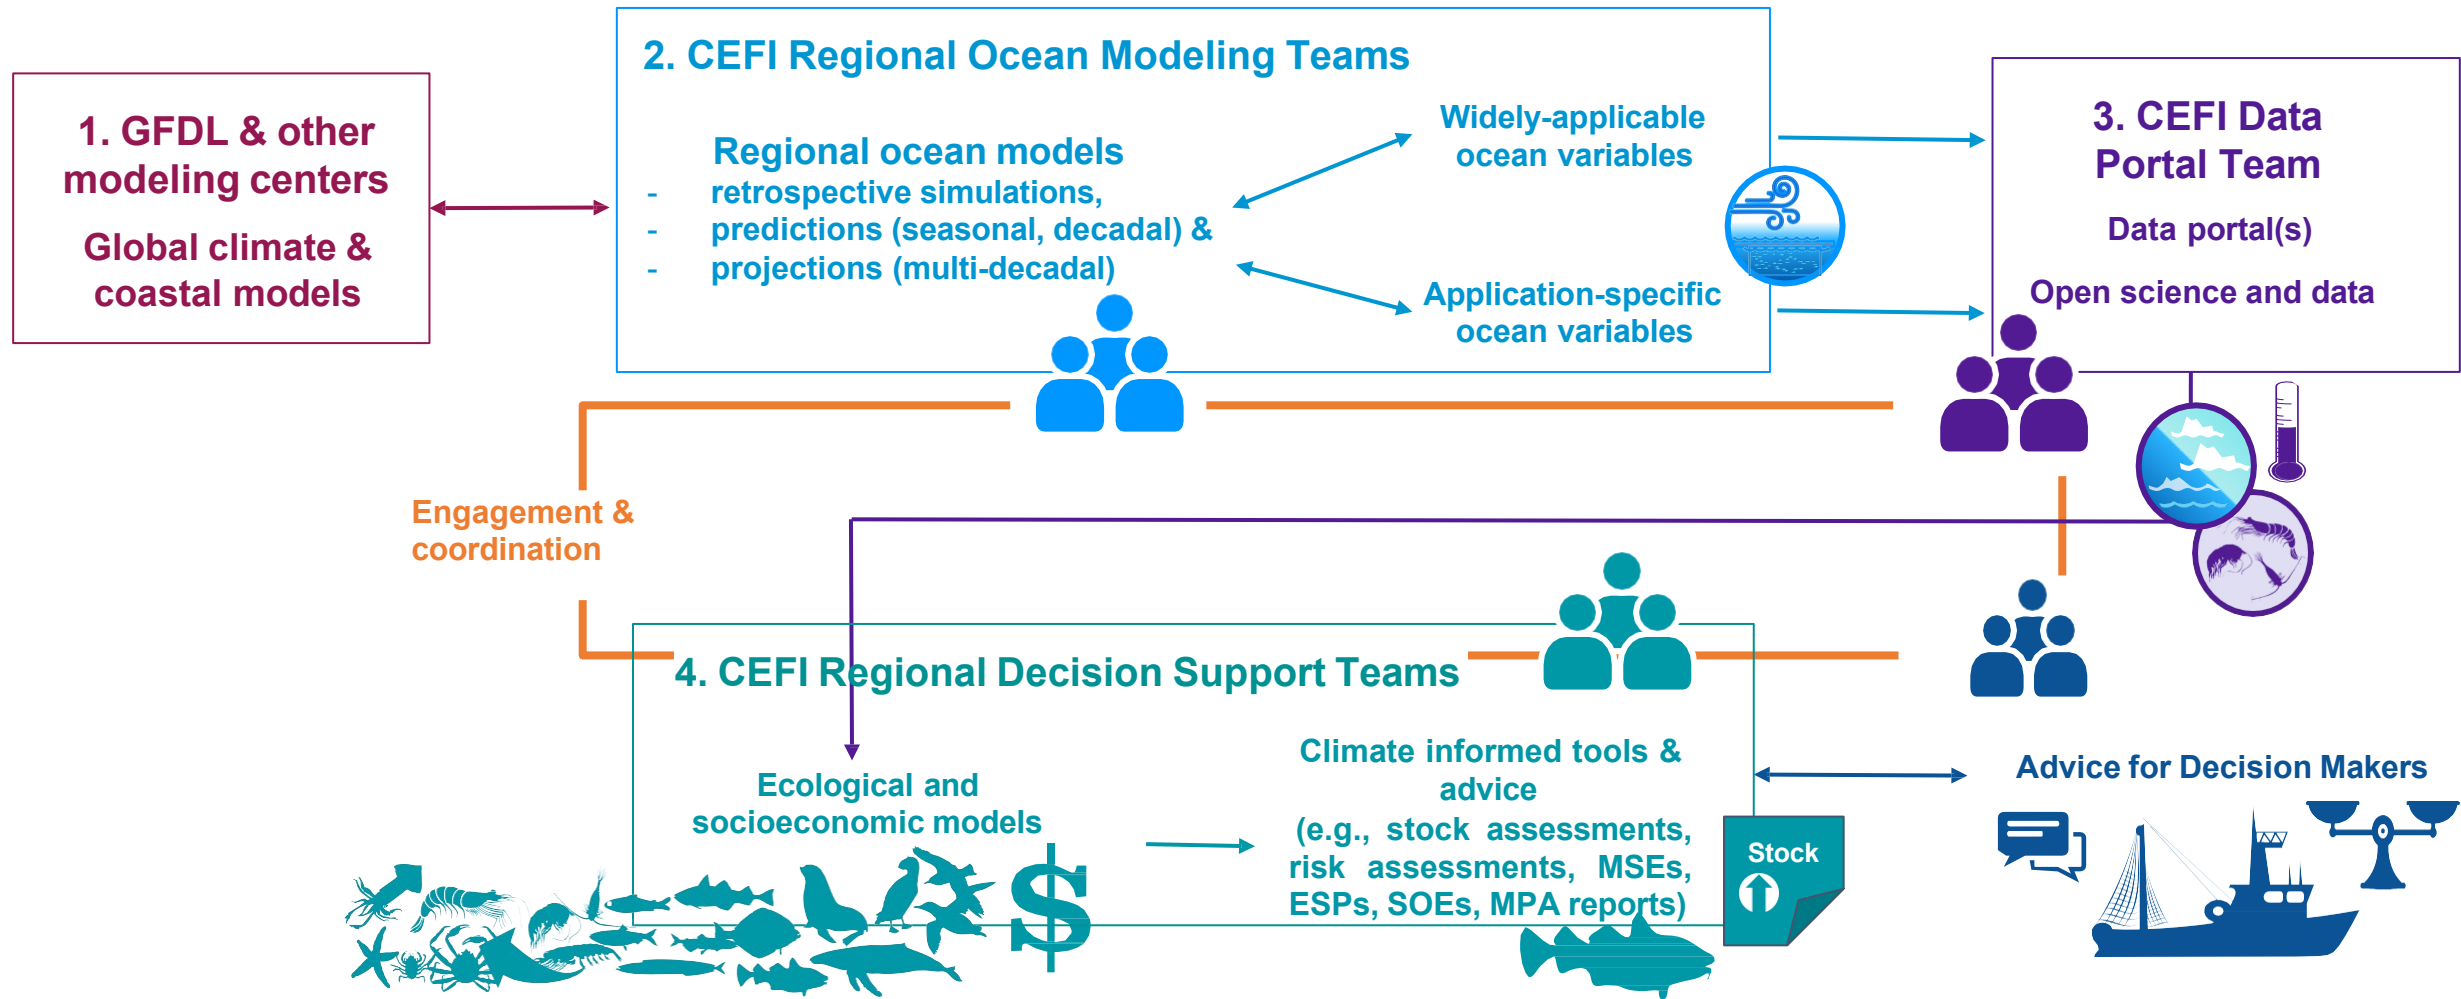 1. GFDL & other
modeling centers
Global climate &
coastal models
2. CEFI Regional Ocean Modeling Teams
Regional ocean models
- retrospective simulations,
- predictions (seasonal, decadal) &
- projections (multi-decadal)
Widely-applicable
ocean variables
Application-specific
ocean variables
3. CEFI Data
Portal Team
Data portal(s)
Open science and data
Engagement &
coordination
4. CEFI Regional Decision Support Teams
Ecological and
socioeconomic models
Climate informed tools &
advice
(e.g., stock assessments,
risk assessments, MSEs,
ESPs, SOEs, MPA reports)
Stock
Advice for Decision Makers